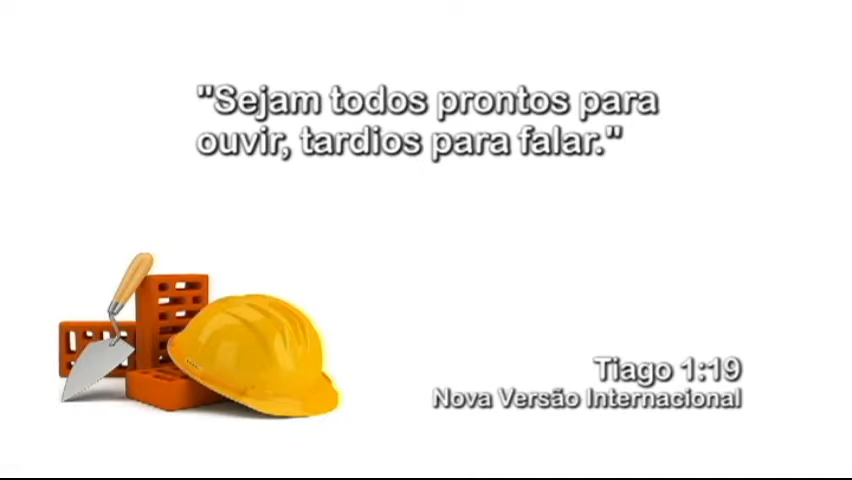 "Sejam todos prontos para
ouvir, tardios para falar."
Tiago 1:19
Nova Versão Internacional